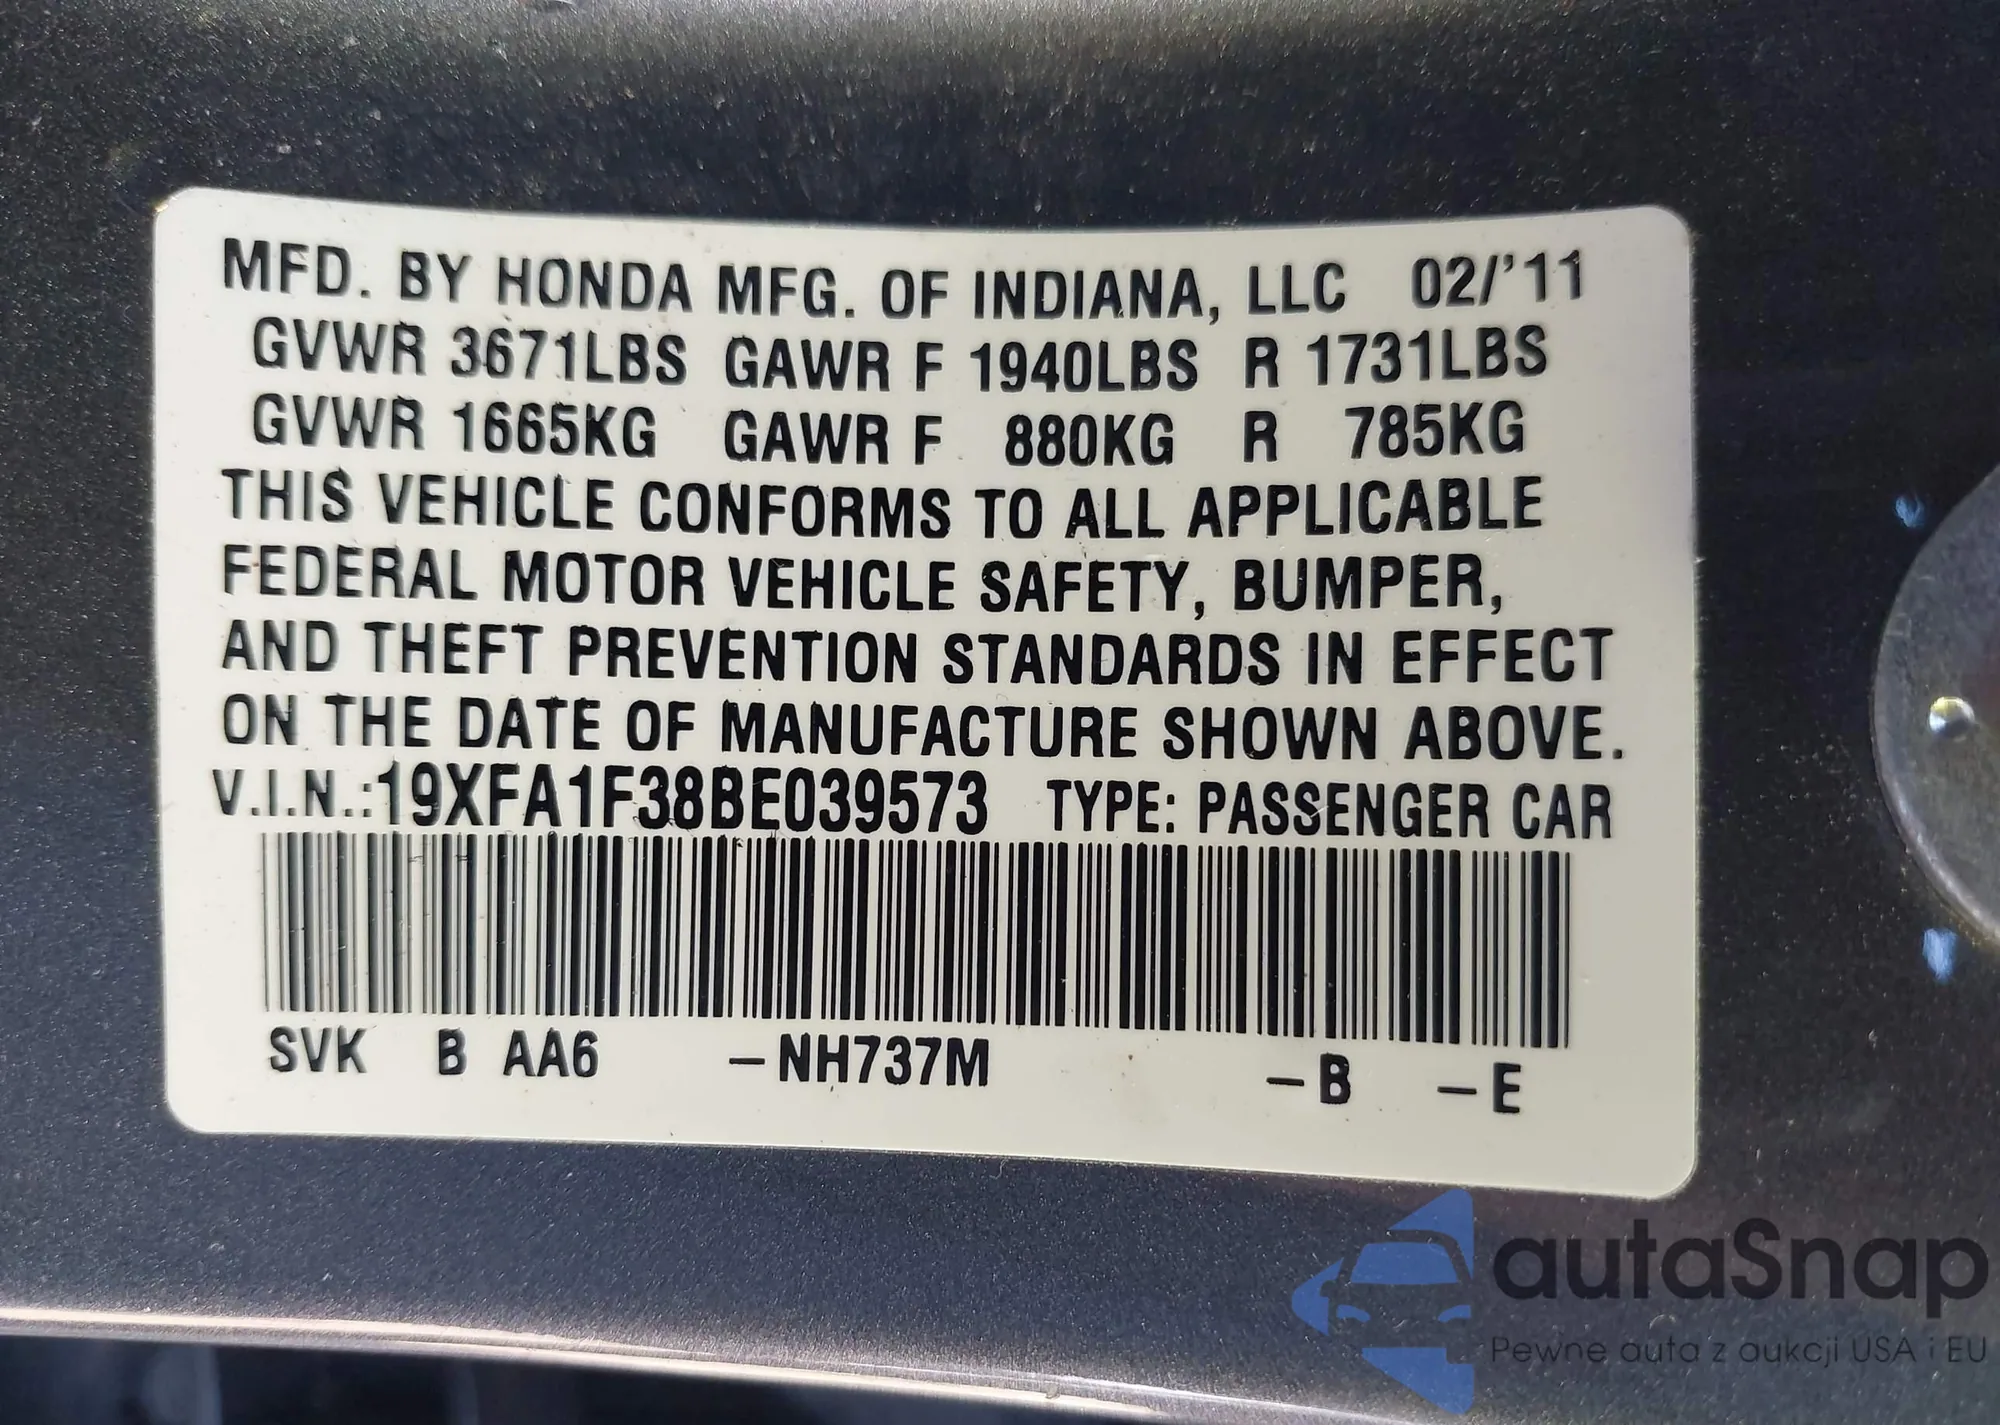 MFD. BY HONDA MFG. OF INDIANA, LLC 02/'11
GVWR 3671LBS GAWR F 1940LBS R 1731LBS
GVWR 1665KG GAWR F 880KG R 785KG
THIS VEHICLE CONFORMS TO ALL APPLICABLE
FEDERAL MOTOR VEHICLE SAFETY, BUMPER,
AND THEFT PREVENTION STANDARDS IN EFFECT
ON THE DATE OF MANUFACTURE SHOWN ABOVE.
V.I.N.:19XFA1F38BE039573 TYPE: PASSENGER CAR
SVK B AA6 –NH737M –B –E
autaSnap
Pewne auta z aukcji USA i EU